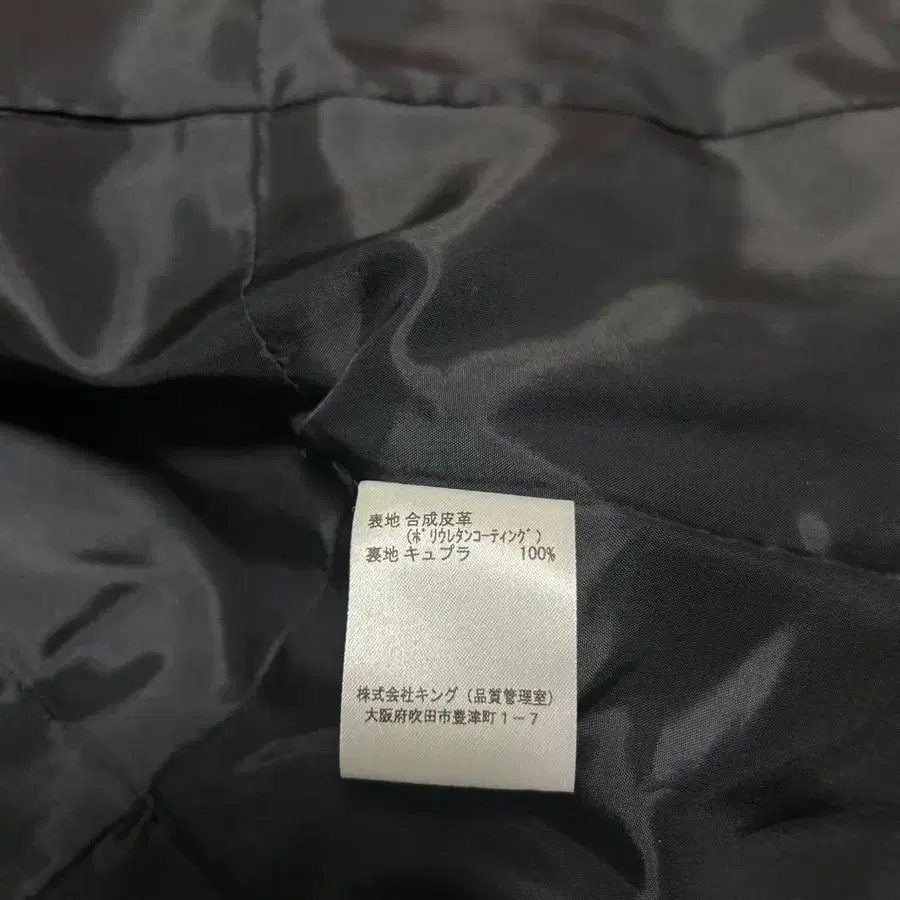 表地 合成皮革
(ﾎﾟﾘｳﾚﾀﾝｺｰﾃｨﾝｸﾞ)
裏地 キュプラ 100%
株式会社キング（品質管理室）
大阪府吹田市豊津町１－７